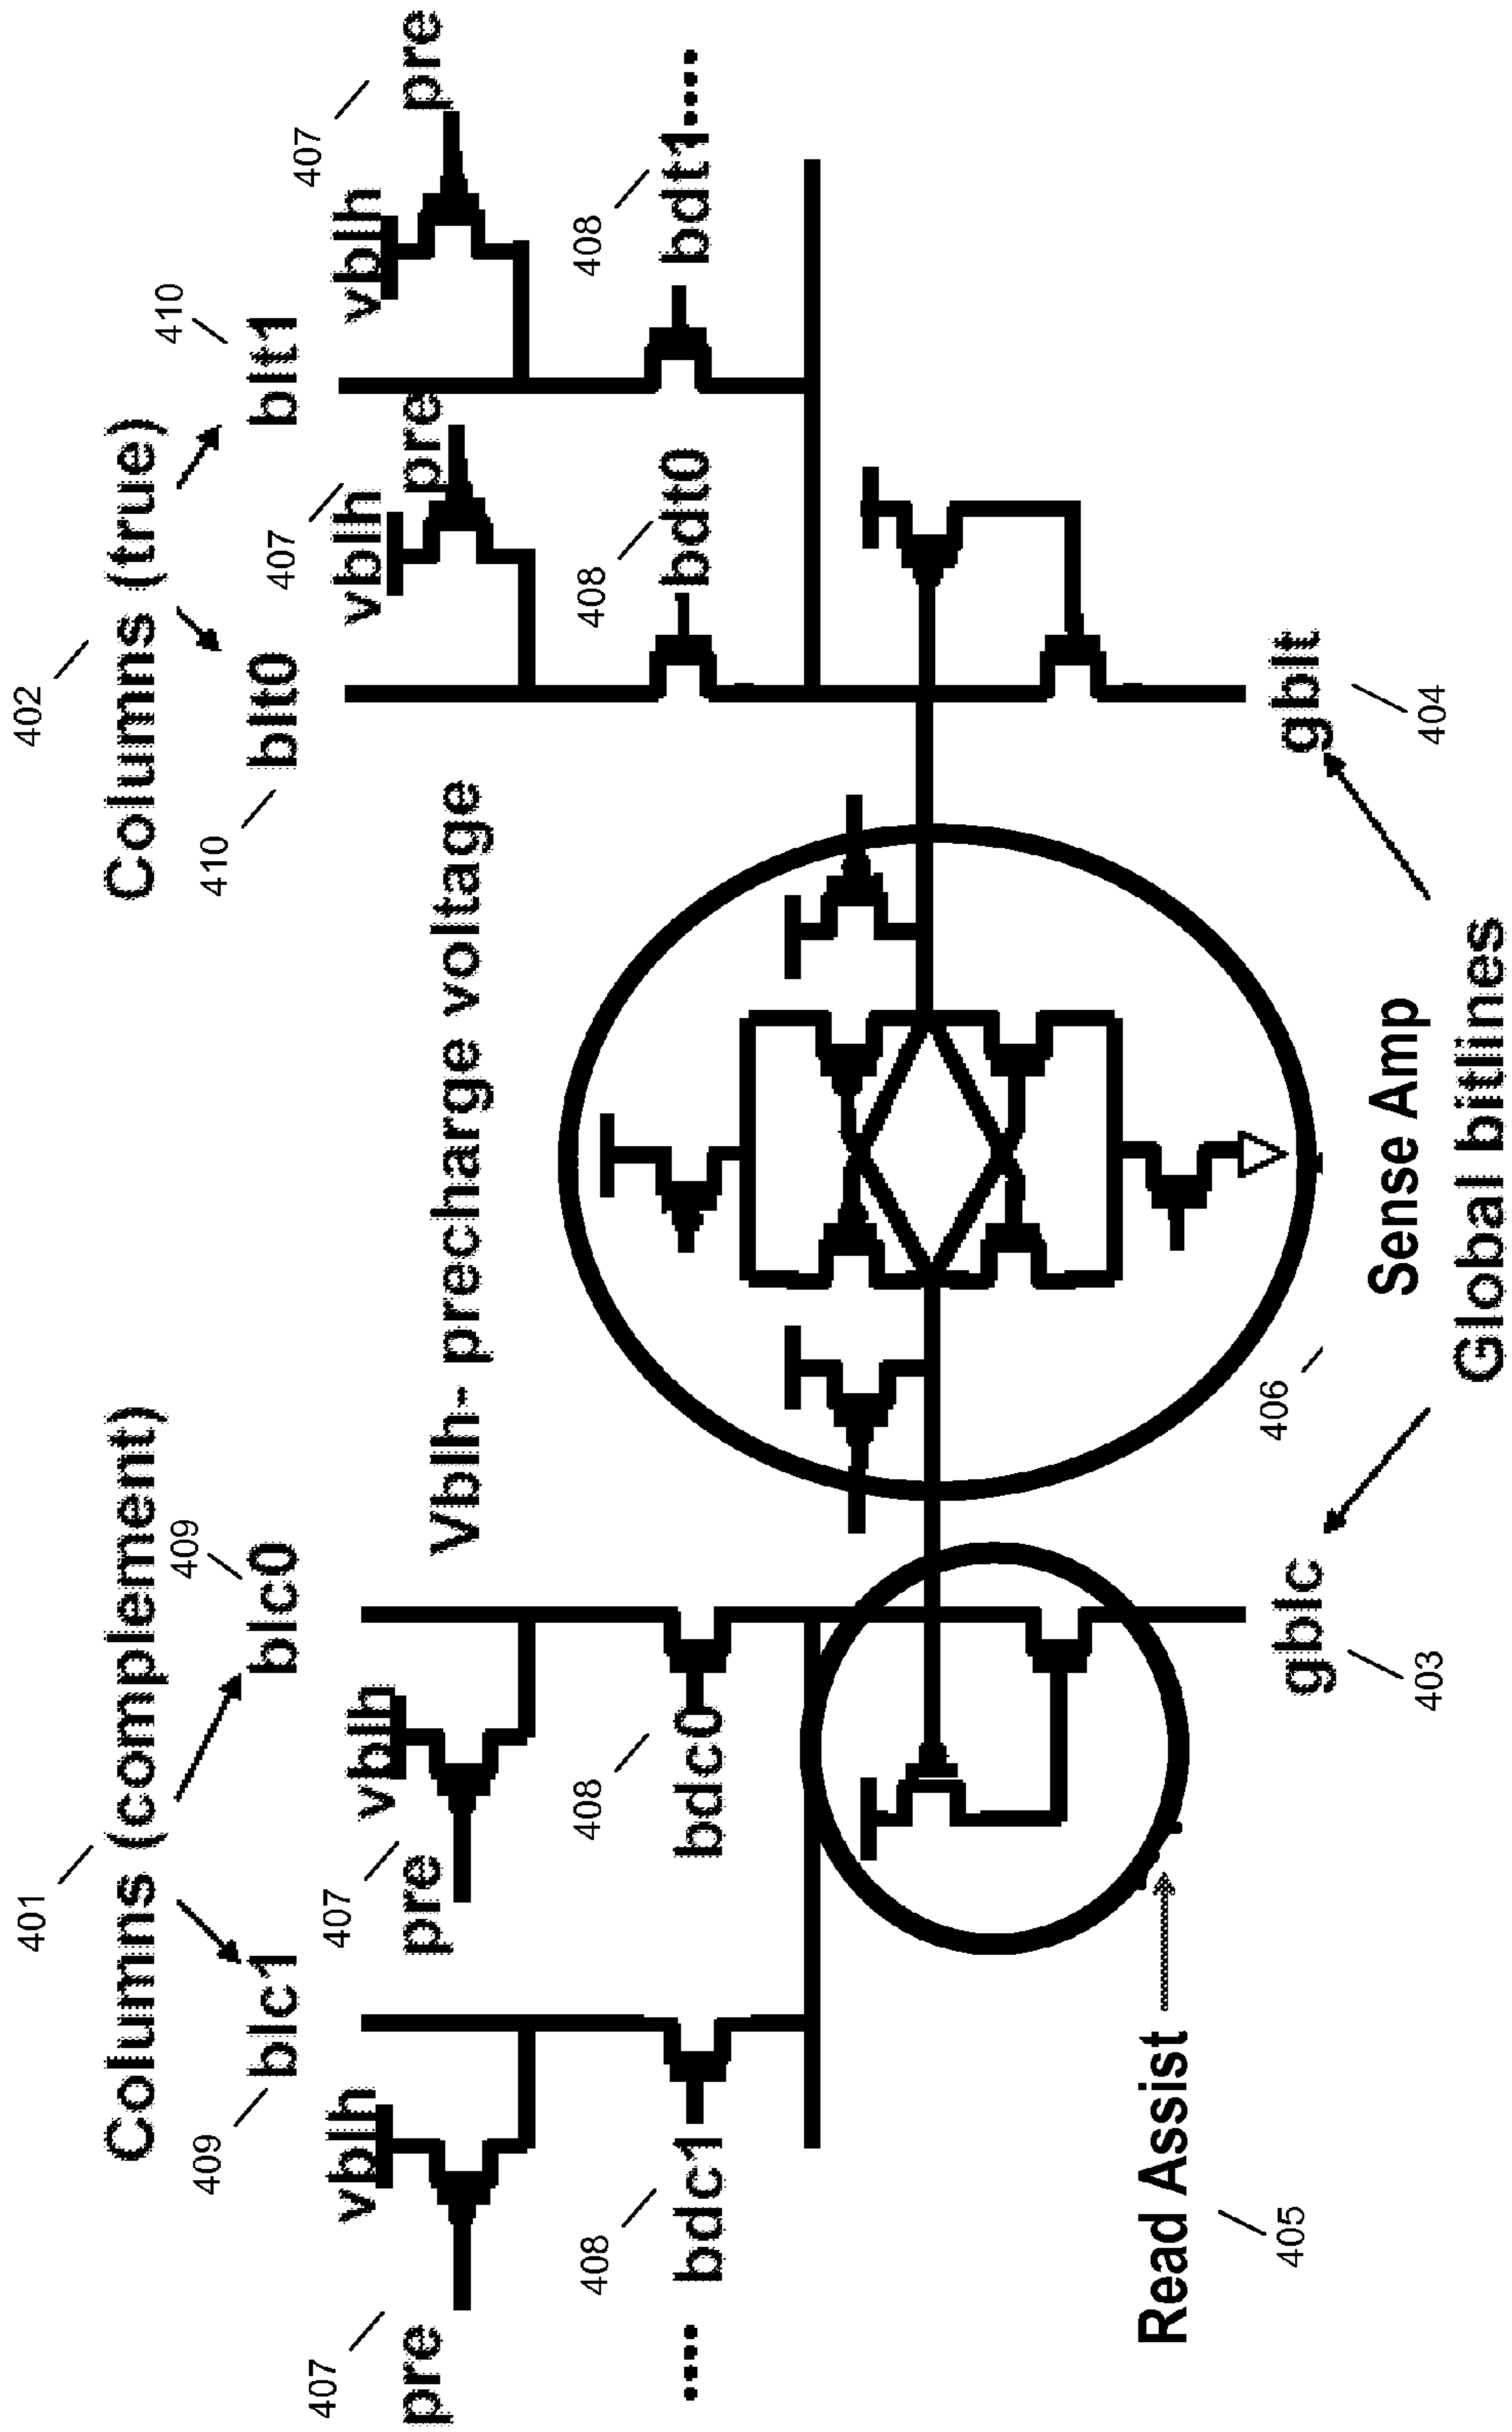 401
402
Columns (complement)
Columns (true)
409
409
410
410
blc1
blc0
blt0
blt1
407
407
407
407
vblh
vblh
vblh
vblh
pre
pre
pre
pre
Vblh- precharge voltage
408
408
408
408
.... bdc1
bdc0
bdt0
bdt1....
Read Assist
405
gblc
403
gblt
404
406
Sense Amp
Global bitlines